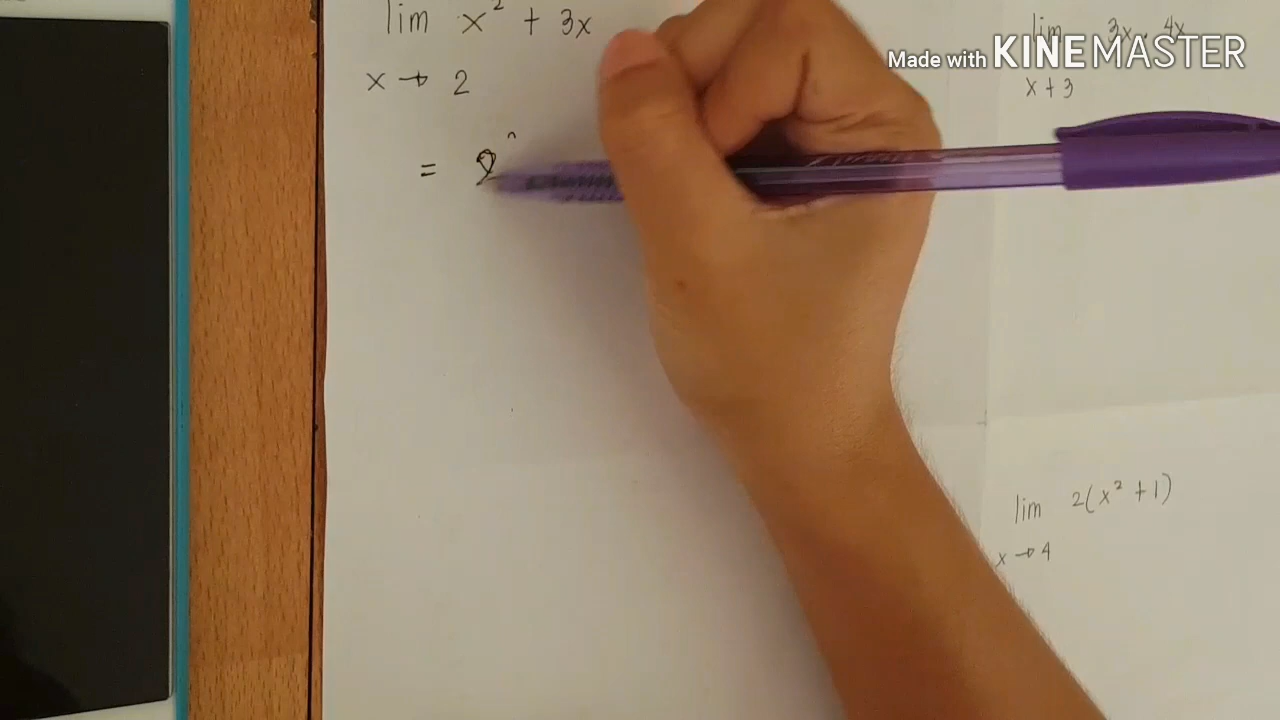 lim x² + 3x
x → 2
= 2
lim 3x · 4x
x + 3
Made with KINEMASTER
lim 2(x² + 1)
x → 4